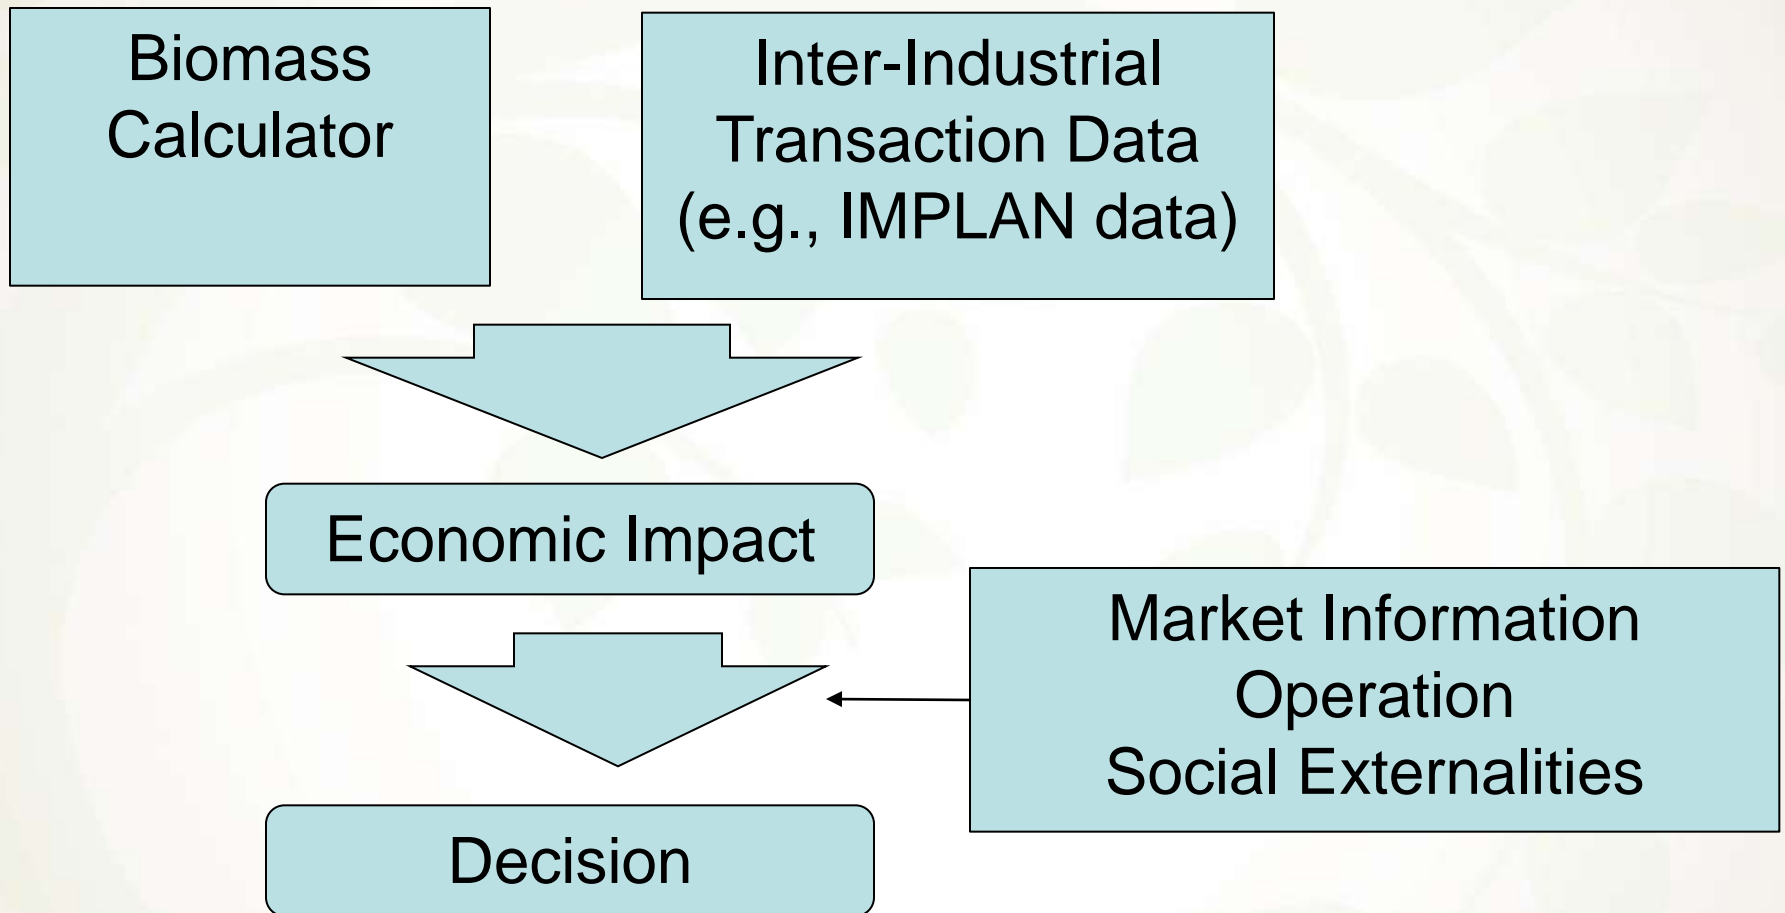 Biomass
Calculator
Inter-Industrial
Transaction Data
(e.g., IMPLAN data)
Economic Impact
Market Information
Operation
Social Externalities
Decision